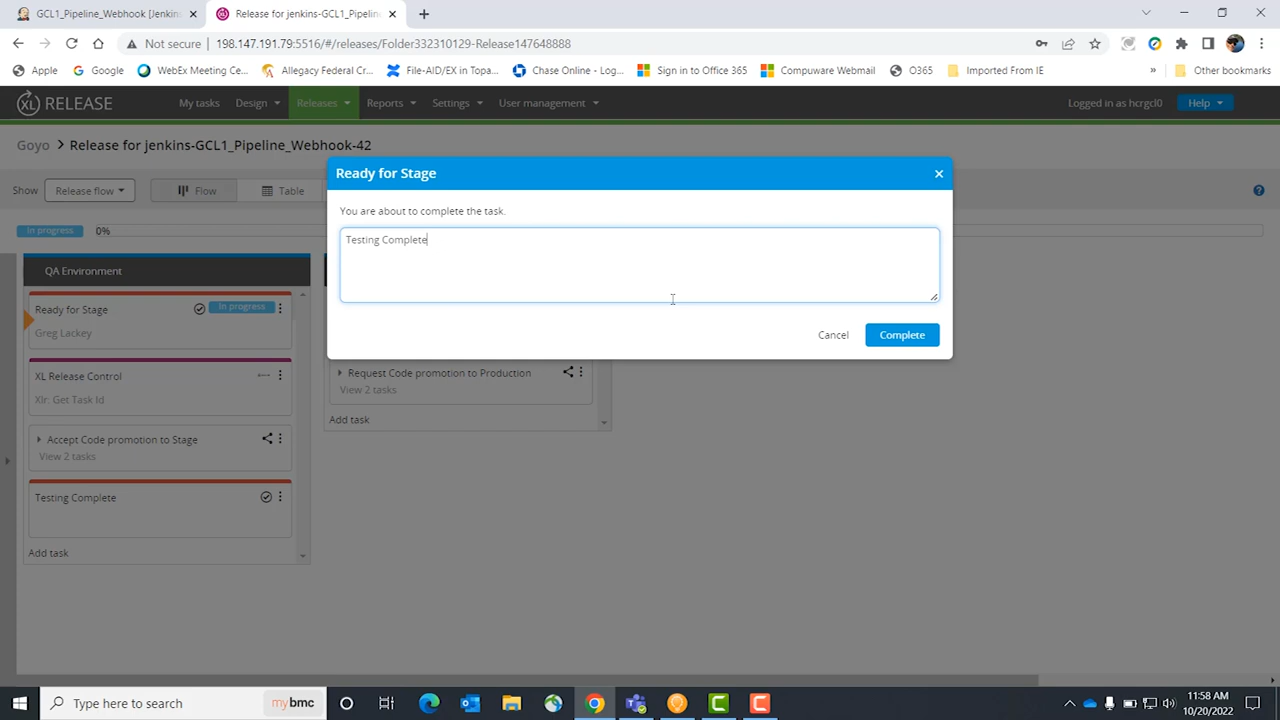 GCL1_Pipeline_Webhook [Jenkins
Release for jenkins-GCL1_Pipeline
Not secure 198.147.191.79:5516/#/releases/Folder332310129-Release147648888
Apple Google WebEx Meeting Ce... Allegacy Federal Cr... File-AID/EX in Topa... Chase Online - Log... Sign in to Office 365 Compuware Webmail O365 Imported From IE » Other bookmarks
XL RELEASE My tasks Design Releases Reports Settings User management Logged in as hcrgcl0 Help
Goyo > Release for jenkins-GCL1_Pipeline_Webhook-42
Show Release flow Flow Table
In progress 0%
Ready for Stage
You are about to complete the task.
Testing Complete
Cancel Complete
QA Environment
Ready for Stage In progress
Greg Lackey
XL Release Control
Xlr: Get Task Id
Accept Code promotion to Stage
View 2 tasks
Testing Complete
Add task
Request Code promotion to Production
View 2 tasks
Add task
Type here to search mybmc
11:58 AM
10/20/2022